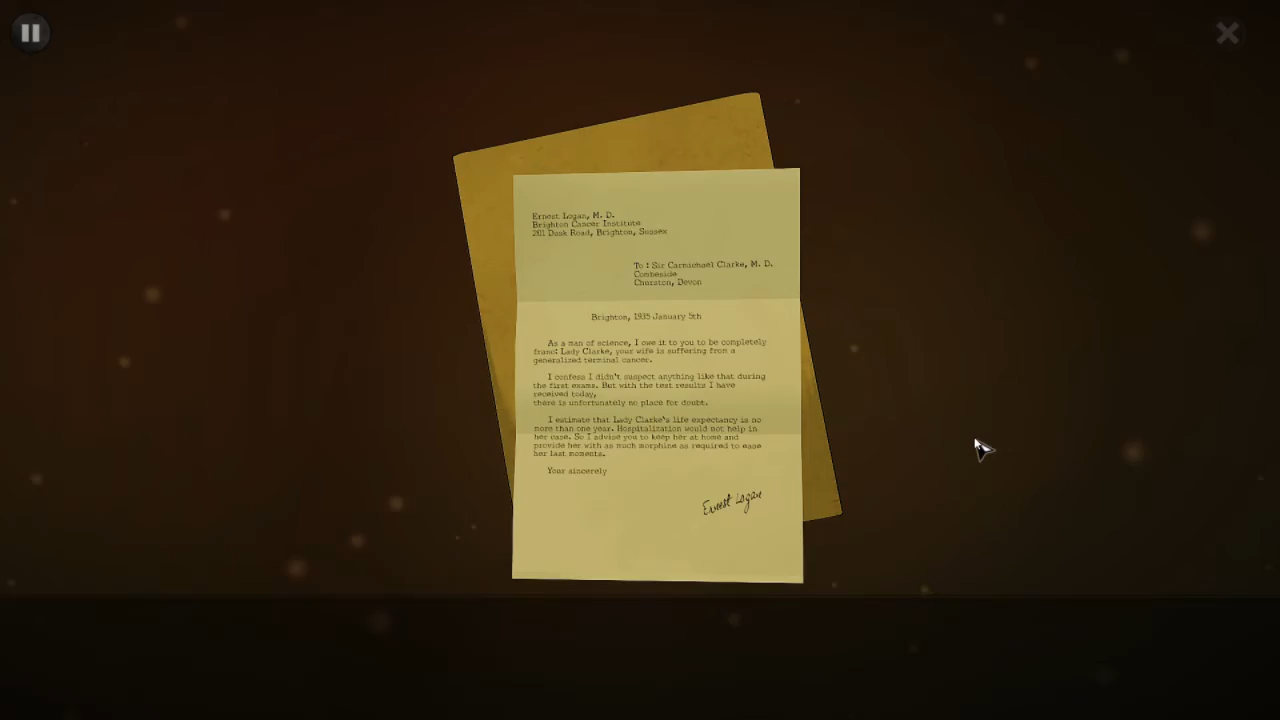 Ernest Logan, M. D.
Brighton Cancer Institute
201 Dusk Road, Brighton, Sussex
To : Sir Carmichael Clarke, M. D.
Combeside
Churston, Devon
Brighton, 1935 January 5th
As a man of science, I owe it to you to be completely
franc: Lady Clarke, your wife is suffering from a
generalized terminal cancer.
I confess I didn't suspect anything like that during
the first exams. But with the test results I have
received today,
there is unfortunately no place for doubt.
I estimate that Lady Clarke's life expectancy is no
more than one year. Hospitalization would not help in
her case. So I advise you to keep her at home and
provide her with as much morphine as required to ease
her last moments.
Your sincerely
Ernest Logan